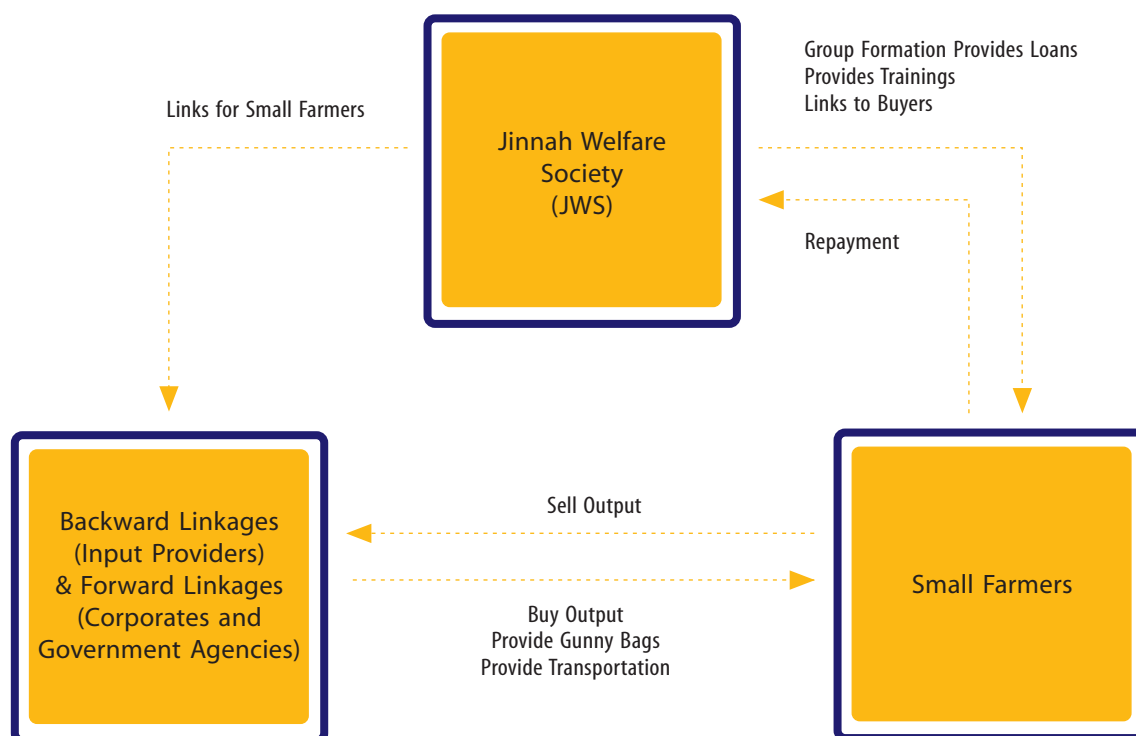 Group Formation Provides Loans
Provides Trainings
Links to Buyers
Links for Small Farmers
Jinnah Welfare
Society
(JWS)
Repayment
Sell Output
Backward Linkages
(Input Providers)
& Forward Linkages
(Corporates and
Government Agencies)
Small Farmers
Buy Output
Provide Gunny Bags
Provide Transportation